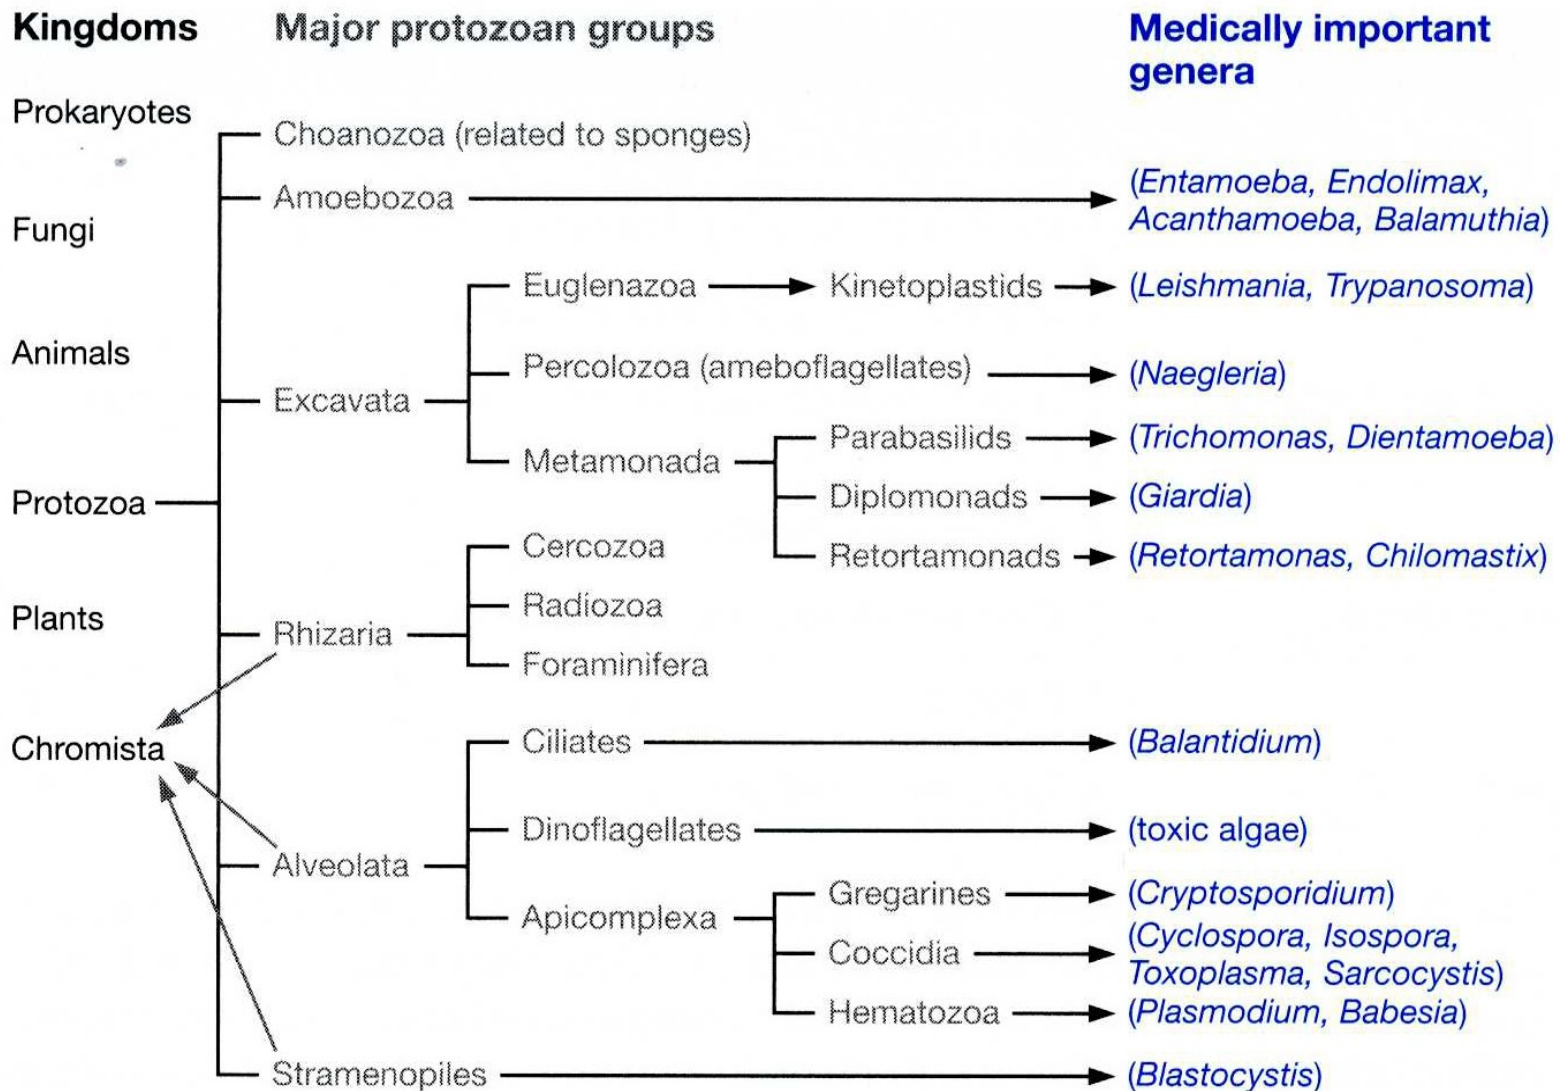 Kingdoms Major protozoan groups Medically important
genera
Prokaryotes
Choanozoa (related to sponges)
Amoebozoa (Entamoeba, Endolimax,
Acanthamoeba, Balamuthia)
Fungi
Euglenazoa Kinetoplastids (Leishmania, Trypanosoma)
Animals
Percolozoa (ameboflagellates) (Naegleria)
Excavata
Parabasilids (Trichomonas, Dientamoeba)
Metamonada
Diplomonads (Giardia)
Protozoa
Cercozoa
Retortamonads (Retortamonas, Chilomastix)
Radiozoa
Plants
Rhizaria
Foraminifera
Chromista
Ciliates (Balantidium)
Dinoflagellates (toxic algae)
Alveolata
Gregarines (Cryptosporidium)
Apicomplexa
Coccidia (Cyclospora, Isospora,
Toxoplasma, Sarcocystis)
Hematozoa (Plasmodium, Babesia)
Stramenopiles (Blastocystis)